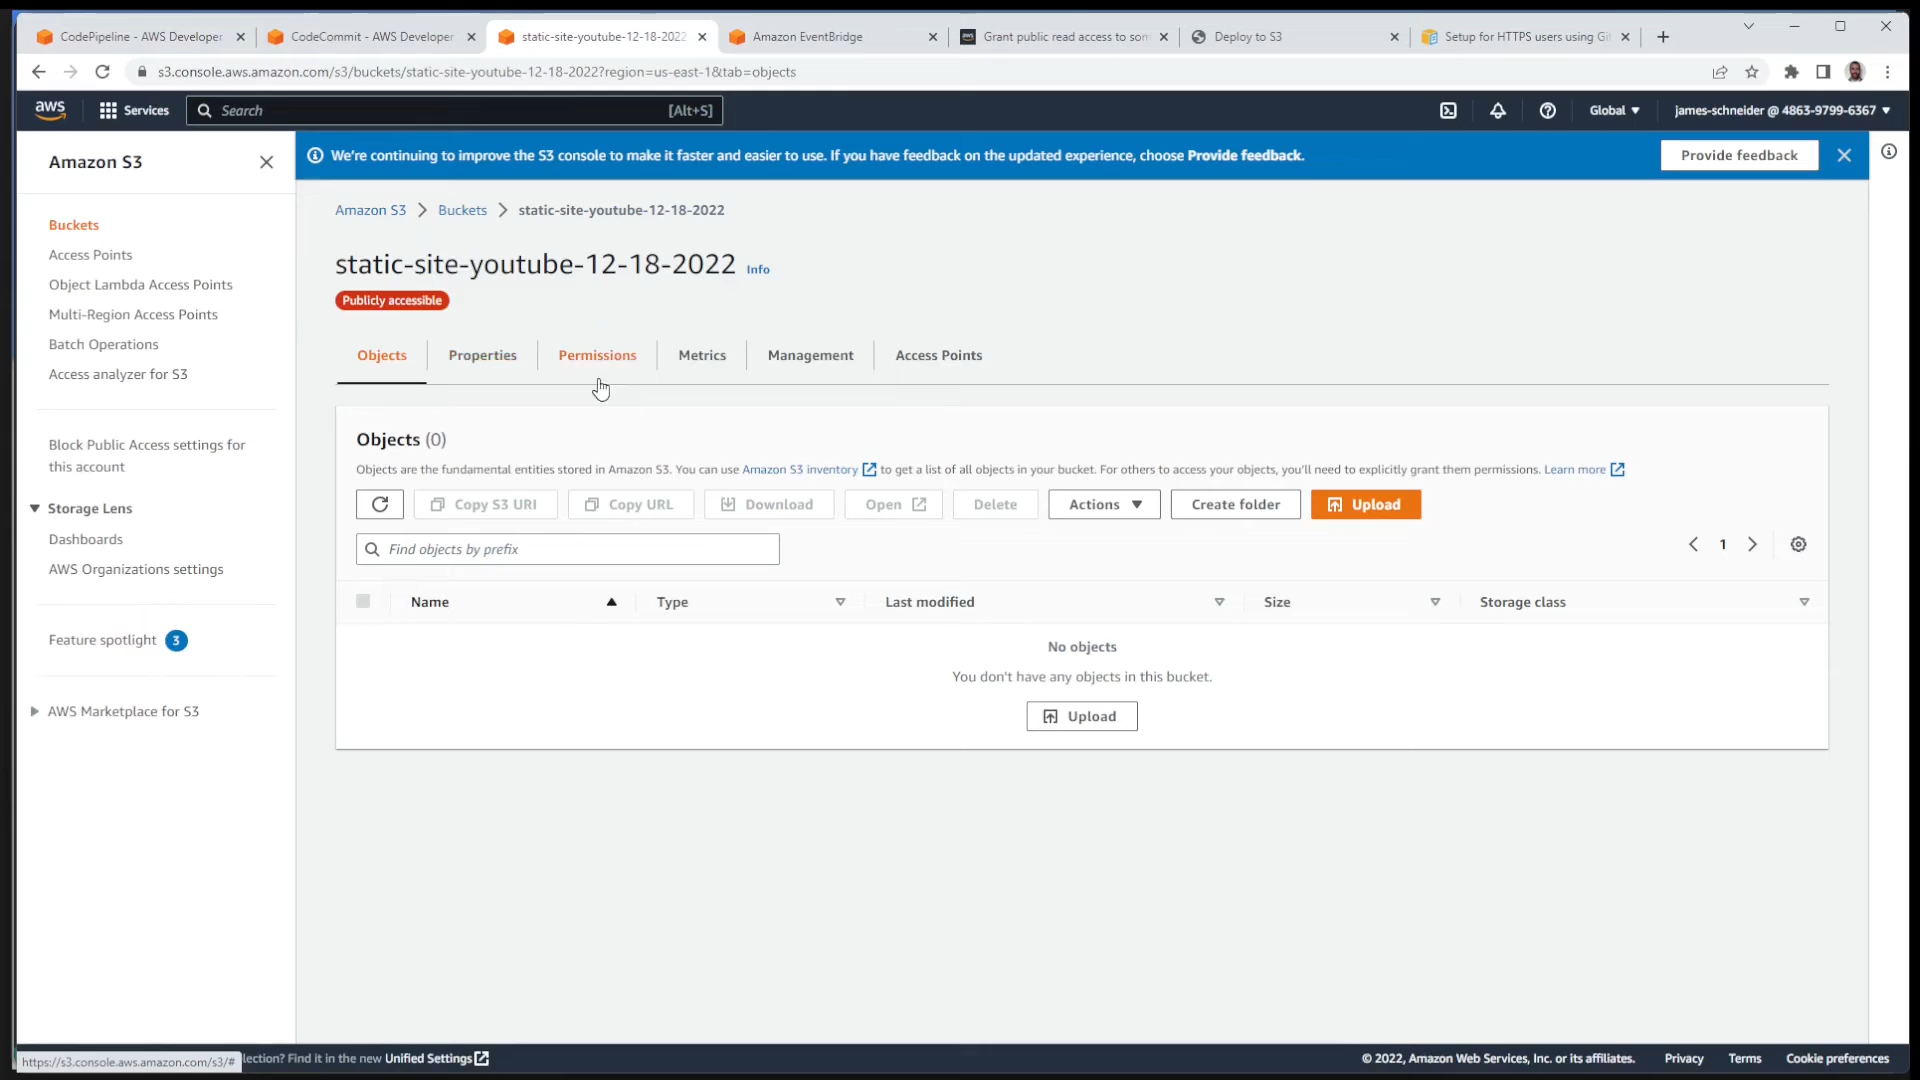 CodePipeline - AWS Developer
CodeCommit - AWS Developer
static-site-youtube-12-18-2022
Amazon EventBridge
Grant public read access to som
Deploy to S3
Setup for HTTPS users using Gi
s3.console.aws.amazon.com/s3/buckets/static-site-youtube-12-18-2022?region=us-east-1&tab=objects
aws
Services
Search
[Alt+S]
Global
james-schneider @ 4863-9799-6367
Amazon S3
We're continuing to improve the S3 console to make it faster and easier to use. If you have feedback on the updated experience, choose Provide feedback.
Provide feedback
Buckets
Access Points
Object Lambda Access Points
Multi-Region Access Points
Batch Operations
Access analyzer for S3
Block Public Access settings for
this account
Storage Lens
Dashboards
AWS Organizations settings
Feature spotlight 3
AWS Marketplace for S3
Amazon S3 > Buckets > static-site-youtube-12-18-2022
static-site-youtube-12-18-2022 Info
Publicly accessible
Objects
Properties
Permissions
Metrics
Management
Access Points
Objects (0)
Objects are the fundamental entities stored in Amazon S3. You can use Amazon S3 inventory to get a list of all objects in your bucket. For others to access your objects, you'll need to explicitly grant them permissions. Learn more
Copy S3 URI
Copy URL
Download
Open
Delete
Actions
Create folder
Upload
Find objects by prefix
1
Name
Type
Last modified
Size
Storage class
No objects
You don't have any objects in this bucket.
Upload
https://s3.console.aws.amazon.com/s3/#
lection? Find it in the new Unified Settings
© 2022, Amazon Web Services, Inc. or its affiliates.
Privacy
Terms
Cookie preferences